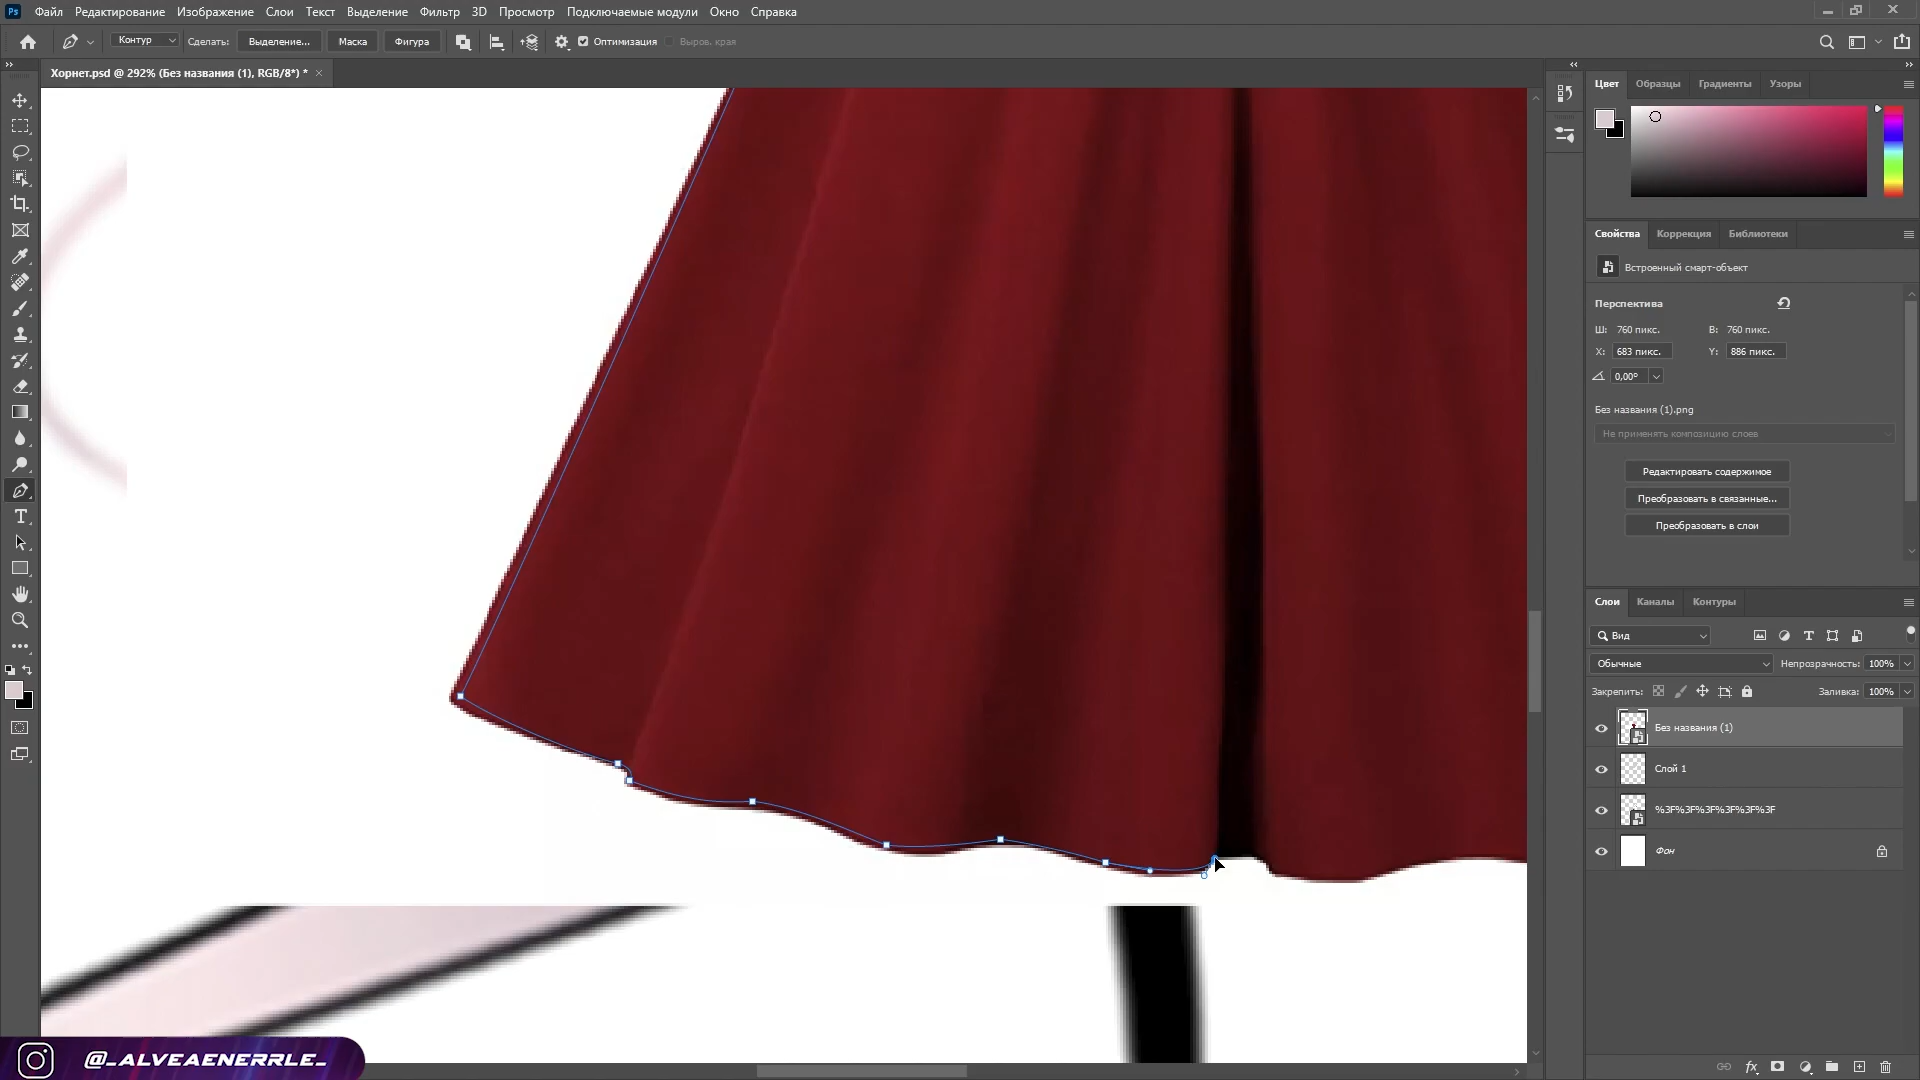 Ps Файл Редактирование Изображение Слои Текст Выделение Фильтр 3D Просмотр Подключаемые модули Окно Справка
Контур Сделать: Выделение... Маска Фигура Оптимизация Выров. края
Хорнет.psd @ 292% (Без названия (1), RGB/8*) *
Цвет Образцы Градиенты Узоры
Свойства Коррекция Библиотеки
Встроенный смарт-объект
Перспектива
Ш: 760 пикс. В: 760 пикс.
X: 683 пикс. Y: 886 пикс.
0,00°
Без названия (1).png
Не применять композицию слоев
Редактировать содержимое
Преобразовать в связанные...
Преобразовать в слои
Слои Каналы Контуры
Вид
Обычные Непрозрачность: 100%
Закрепить: Заливка: 100%
Без названия (1)
Слой 1
%3F%3F%3F%3F%3F%3F
Фон
@_ALVEAENERRLE_